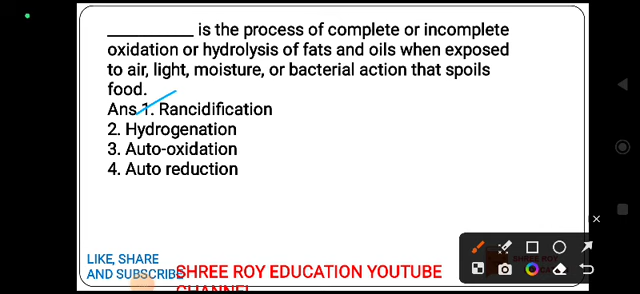 __________ is the process of complete or incomplete
oxidation or hydrolysis of fats and oils when exposed
to air, light, moisture, or bacterial action that spoils
food.
Ans 1. Rancidification
2. Hydrogenation
3. Auto-oxidation
4. Auto reduction
LIKE, SHARE
AND SUBSCRIBE
SHREE ROY EDUCATION YOUTUBE
CHANNEL